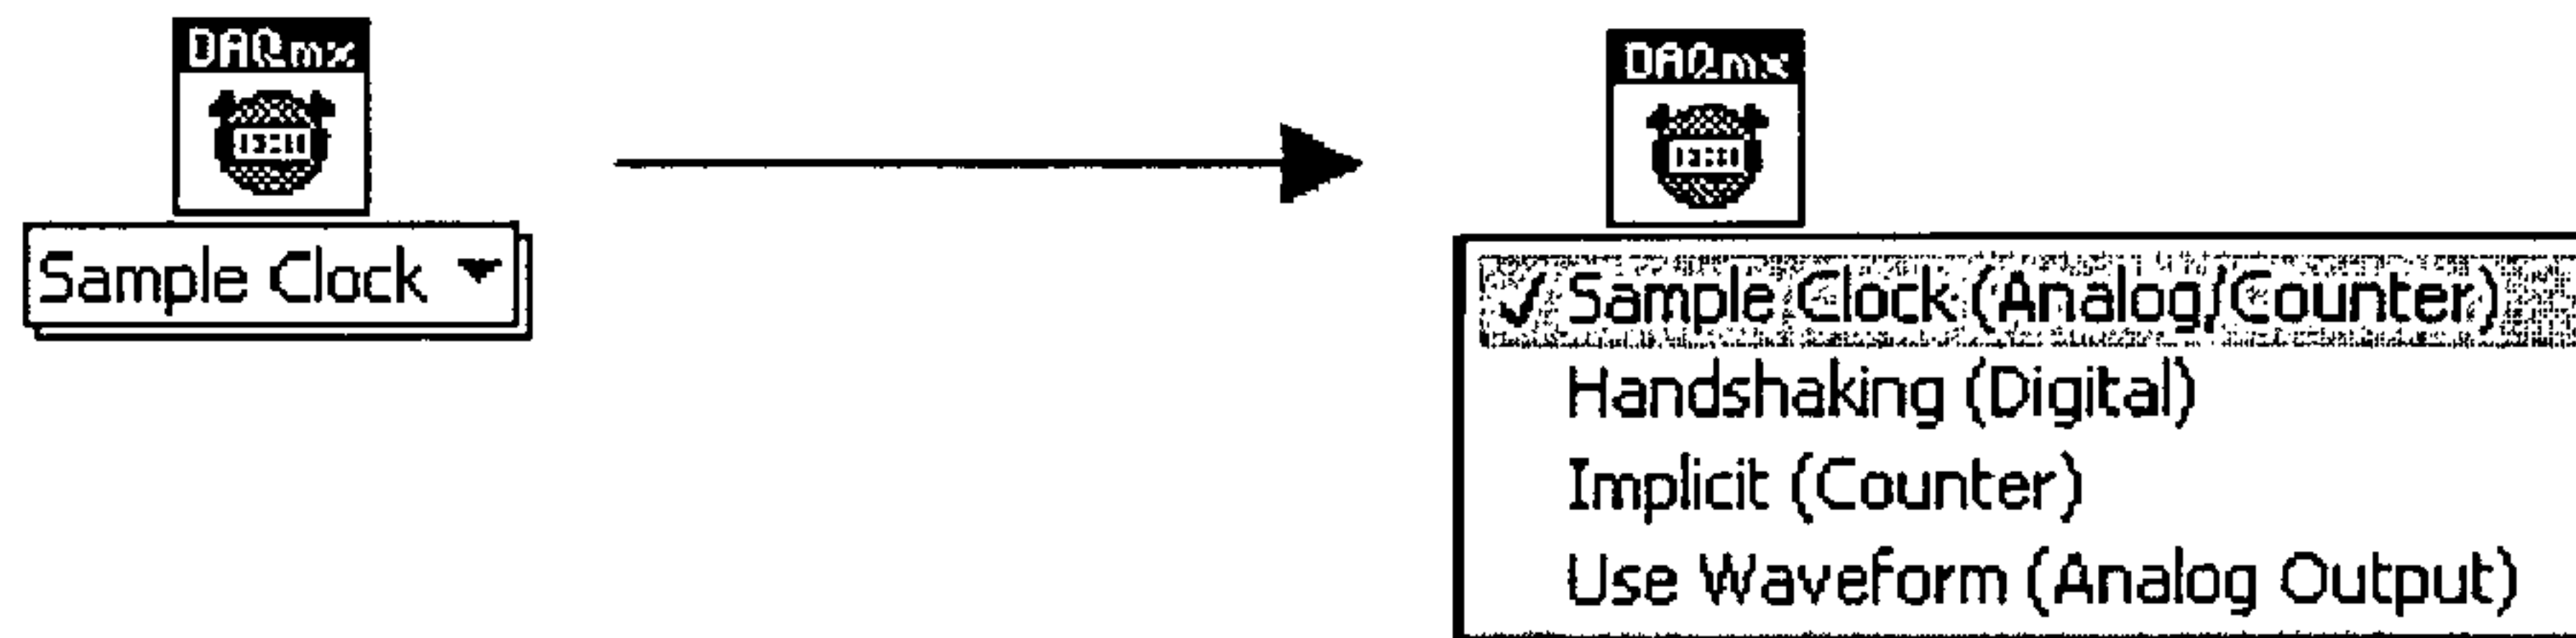 DAQmx
Sample Clock
DAQmx
✓ Sample Clock (Analog/Counter)
Handshaking (Digital)
Implicit (Counter)
Use Waveform (Analog Output)